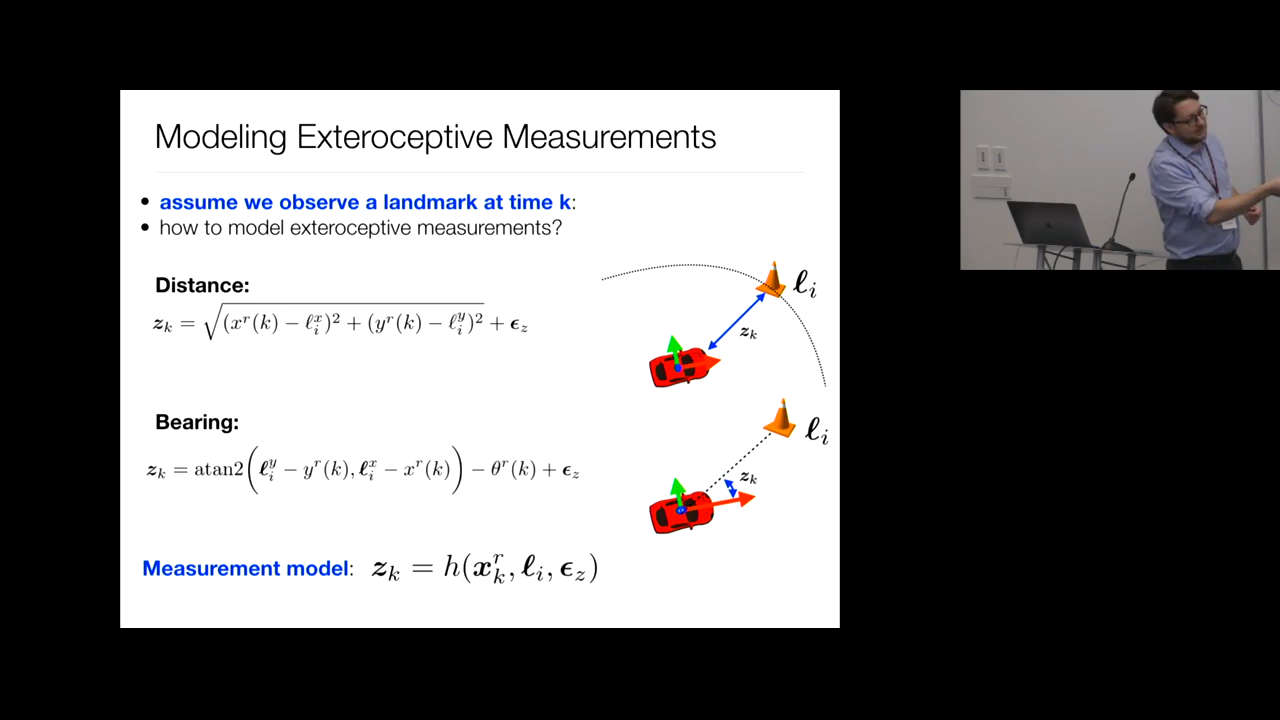 Modeling Exteroceptive Measurements
• assume we observe a landmark at time k:
• how to model exteroceptive measurements?
Distance:
z_k = √((x^r(k) − ℓ_i^x)² + (y^r(k) − ℓ_i^y)²) + ϵ_z
ℓ_i
z_k
Bearing:
z_k = atan2(ℓ_i^y − y^r(k), ℓ_i^x − x^r(k)) − θ^r(k) + ϵ_z
ℓ_i
z_k
Measurement model: z_k = h(x_k^r, ℓ_i, ϵ_z)